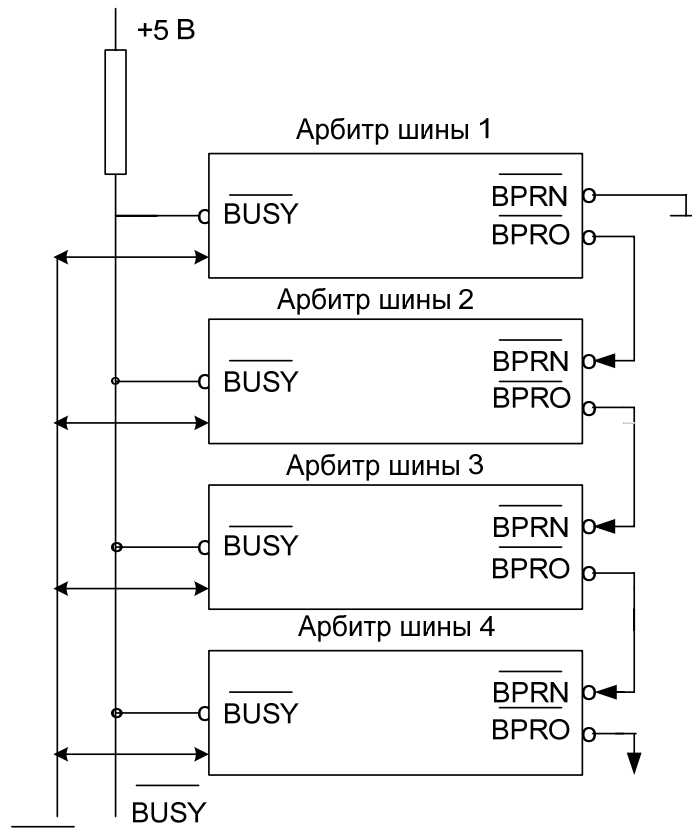 +5 В
Арбитр шины 1
BUSY
BPRN
BPRO
Арбитр шины 2
BUSY
BPRN
BPRO
Арбитр шины 3
BUSY
BPRN
BPRO
Арбитр шины 4
BUSY
BPRN
BPRO
BUSY